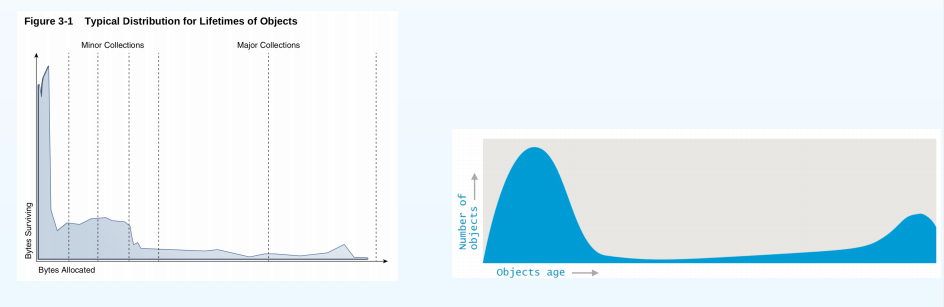 Figure 3-1 Typical Distribution for Lifetimes of Objects
Minor Collections
Major Collections
Bytes Surviving
Bytes Allocated
Number of
objects
Objects age